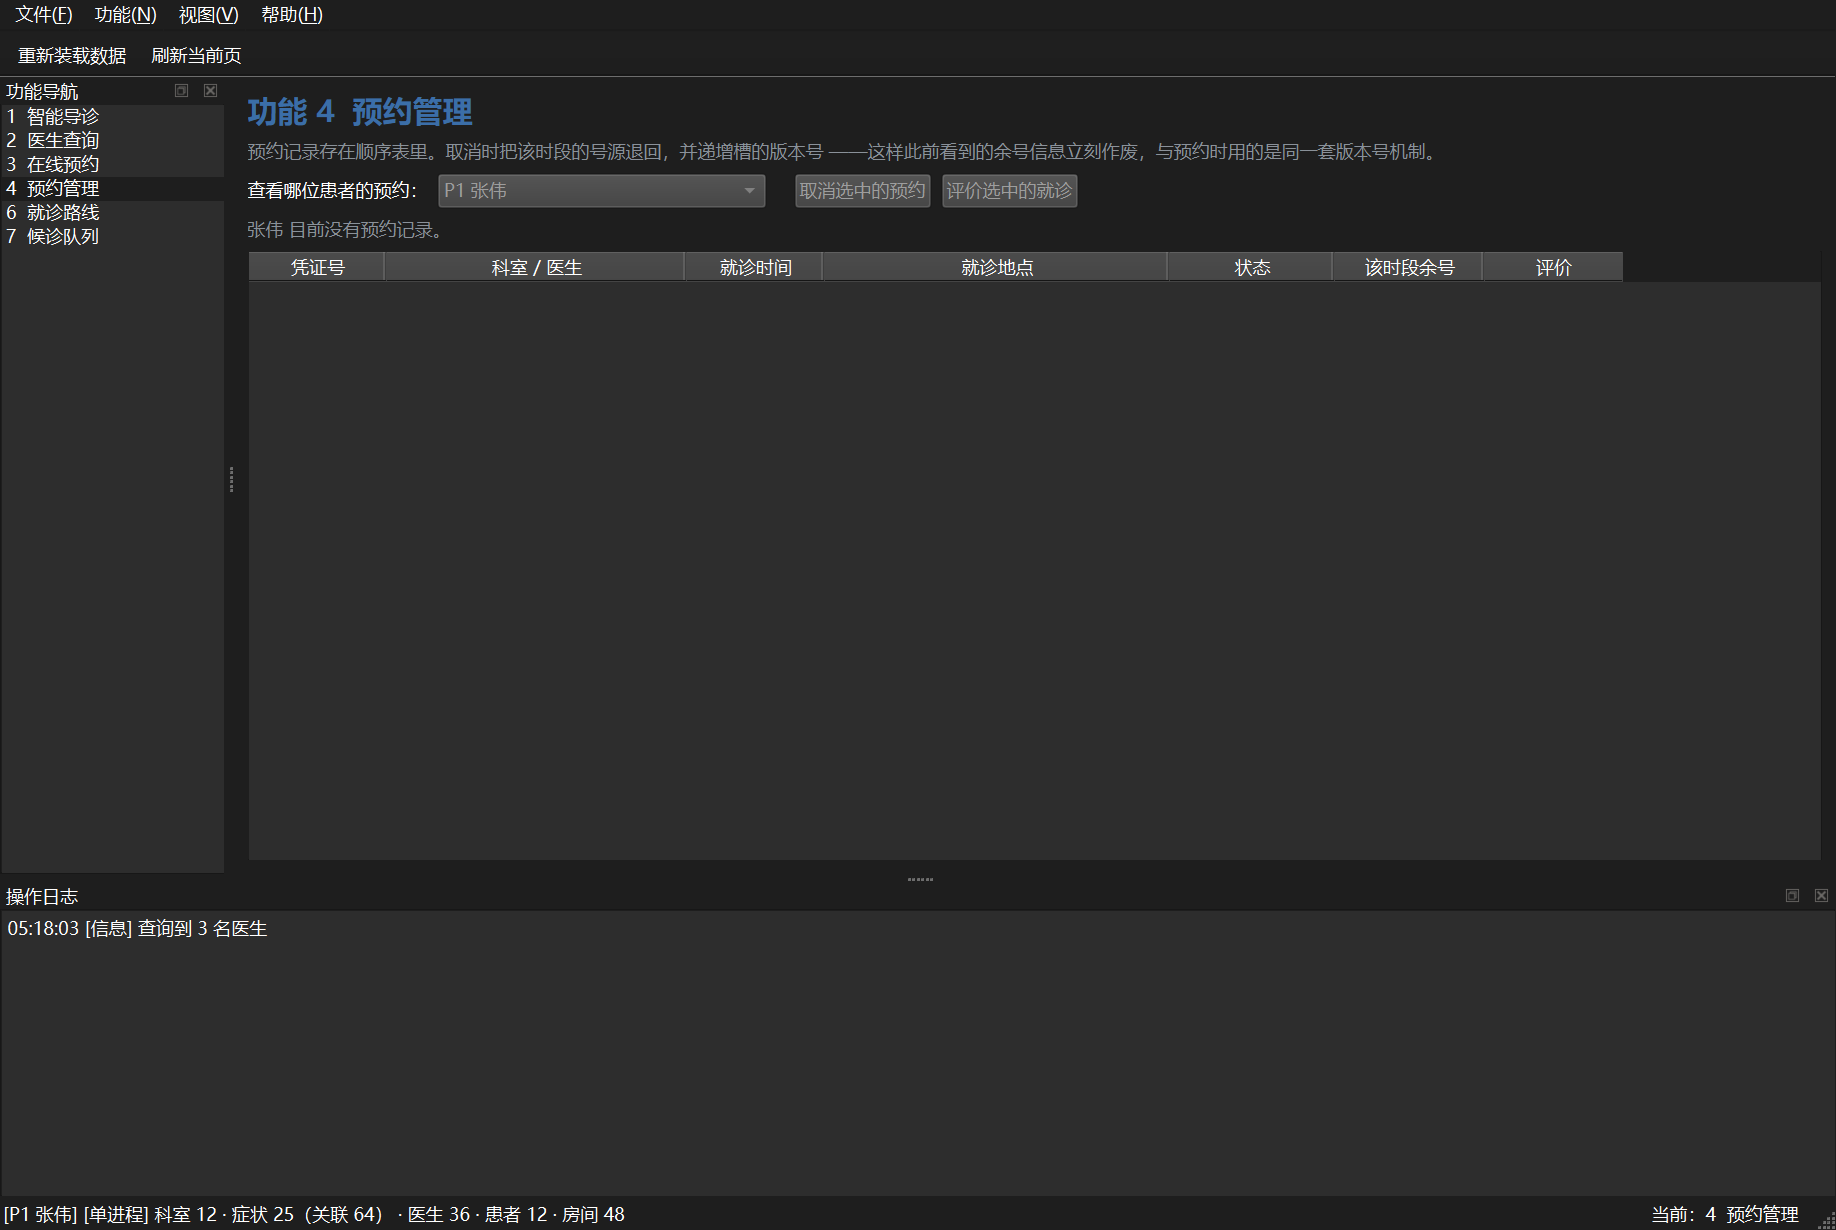 文件(F) 功能(N) 视图(V) 帮助(H)
重新装载数据 刷新当前页
功能导航
1 智能导诊
2 医生查询
3 在线预约
4 预约管理
6 就诊路线
7 候诊队列
功能 4 预约管理
预约记录存在顺序表里。取消时把该时段的号源退回，并递增槽的版本号 ——这样此前看到的余号信息立刻作废，与预约时用的是同一套版本号机制。
查看哪位患者的预约： P1 张伟 取消选中的预约 评价选中的就诊
张伟 目前没有预约记录。
凭证号 科室 / 医生 就诊时间 就诊地点 状态 该时段余号 评价
操作日志
05:18:03 [信息] 查询到 3 名医生
[P1 张伟] [单进程] 科室 12 · 症状 25（关联 64） · 医生 36 · 患者 12 · 房间 48
当前：4 预约管理